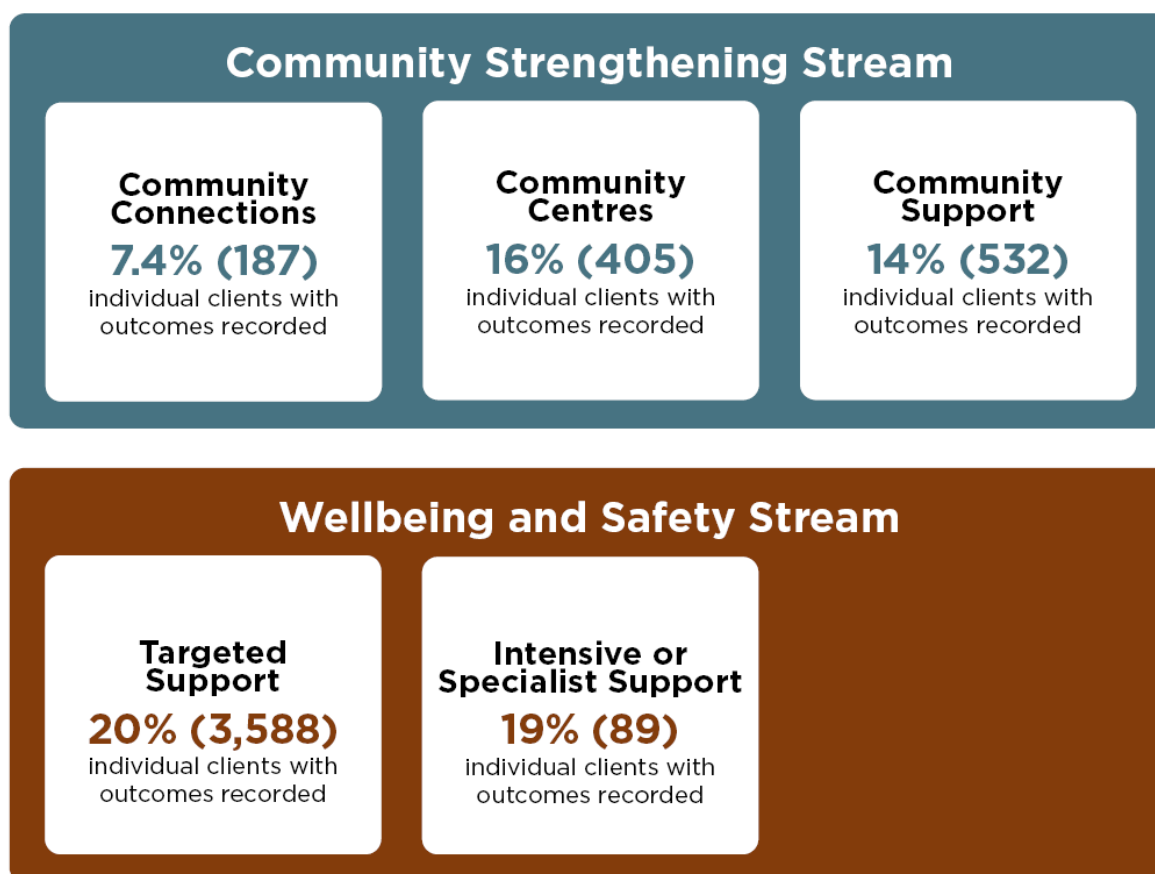 Community Strengthening Stream
Community
Connections
7.4% (187)
individual clients with
outcomes recorded
Community
Centres
16% (405)
individual clients with
outcomes recorded
Community
Support
14% (532)
individual clients with
outcomes recorded
Wellbeing and Safety Stream
Targeted
Support
20% (3,588)
individual clients with
outcomes recorded
Intensive or
Specialist Support
19% (89)
individual clients with
outcomes recorded